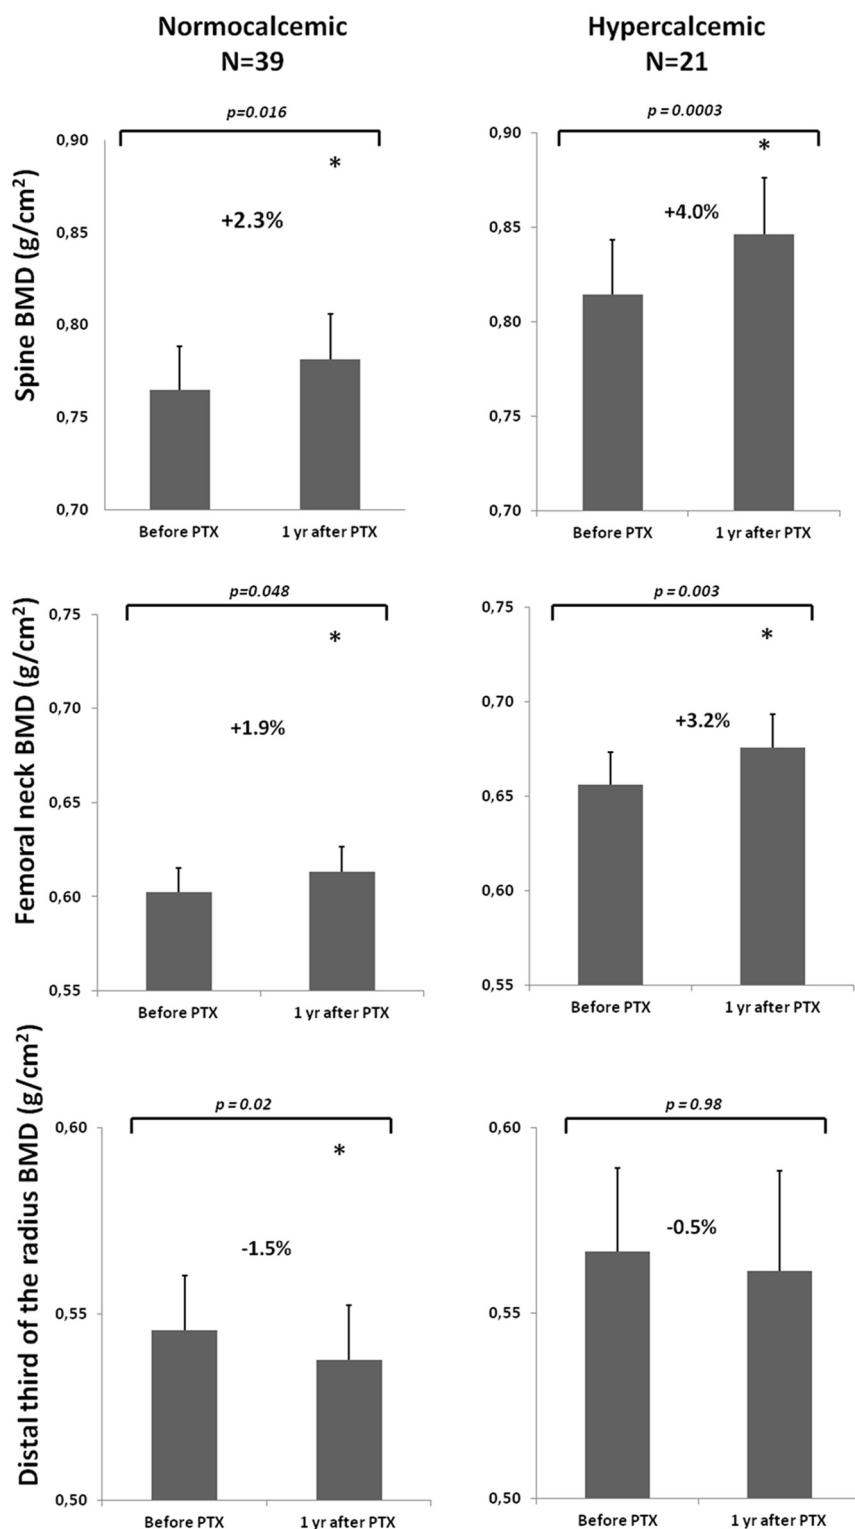 Normocalcemic
N=39
Hypercalcemic
N=21
Spine BMD (g/cm²)
p=0.016
0,90
*
+2.3%
0,85
0,80
0,75
0,70
Before PTX
1 yr after PTX
p = 0.0003
0,90
*
+4.0%
0,85
0,80
0,75
0,70
Before PTX
1 yr after PTX
Femoral neck BMD (g/cm²)
p=0.048
0,75
*
0,70
+1.9%
0,65
0,60
0,55
Before PTX
1 yr after PTX
p = 0.003
0,75
*
+3.2%
0,70
0,65
0,60
0,55
Before PTX
1 yr after PTX
Distal third of the radius BMD (g/cm²)
p = 0.02
0,60
*
-1.5%
0,55
0,50
Before PTX
1 yr after PTX
p = 0.98
0,60
-0.5%
0,55
0,50
Before PTX
1 yr after PTX